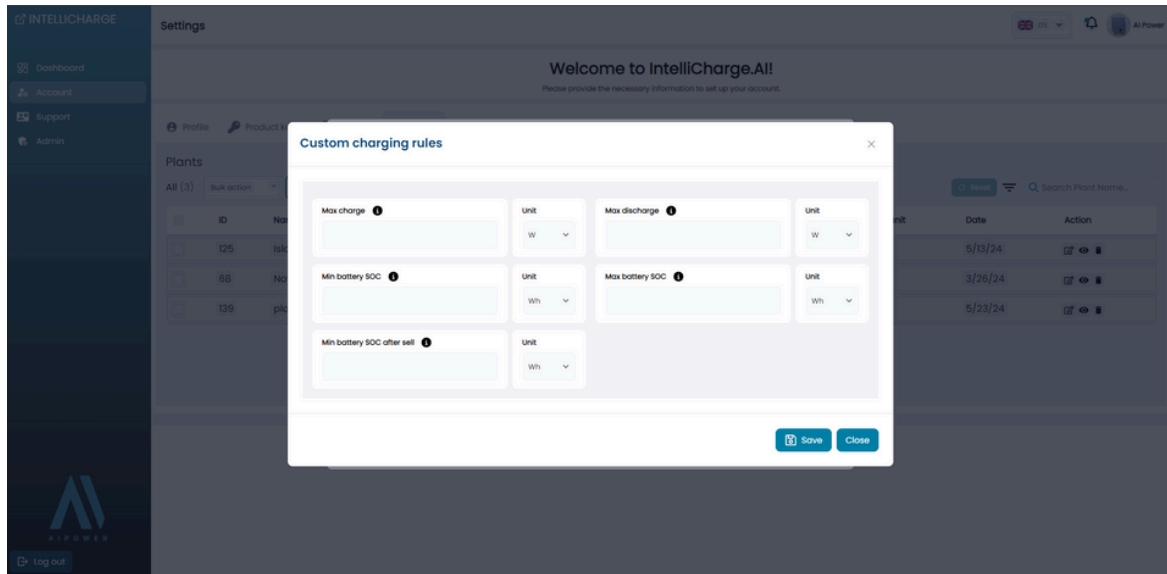 INTELLICHARGE
Settings
EN
AI Power
Dashboard
Account
Support
Admin
Welcome to IntelliCharge.AI!
Please provide the necessary information to set up your account.
Profile
Product k
Plants
All (3)
Bulk action
Reset
Search Plant Name...
ID
Date
Action
125
5/13/24
68
3/26/24
139
5/23/24
Custom charging rules
Max charge
Unit
Max discharge
Unit
W
W
Min battery SOC
Unit
Max battery SOC
Unit
Wh
Wh
Min battery SOC after sell
Unit
Wh
Save
Close
AIPOWER
Log out